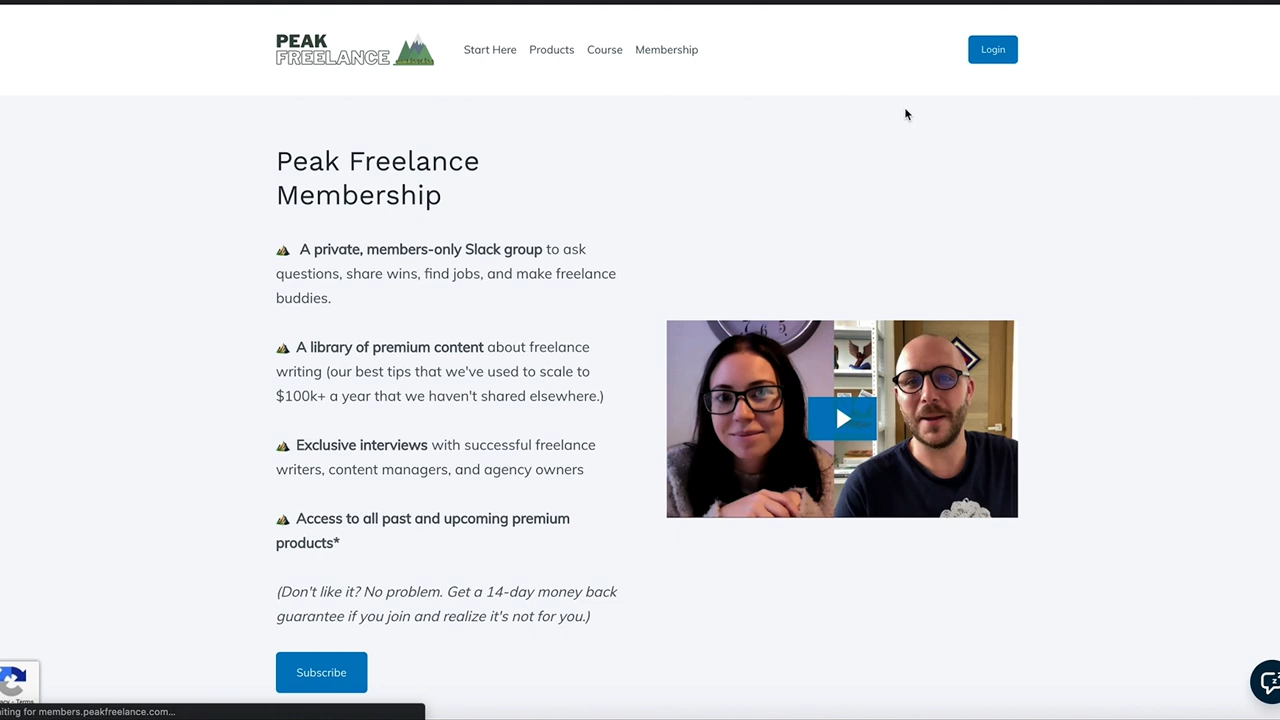 PEAK
FREELANCE
Start Here Products Course Membership
Login
Peak Freelance
Membership
A private, members-only Slack group to ask
questions, share wins, find jobs, and make freelance
buddies.
A library of premium content about freelance
writing (our best tips that we've used to scale to
$100k+ a year that we haven't shared elsewhere.)
Exclusive interviews with successful freelance
writers, content managers, and agency owners
Access to all past and upcoming premium
products*
(Don't like it? No problem. Get a 14-day money back
guarantee if you join and realize it's not for you.)
Subscribe
- Terms
aiting for members.peakfreelance.com...